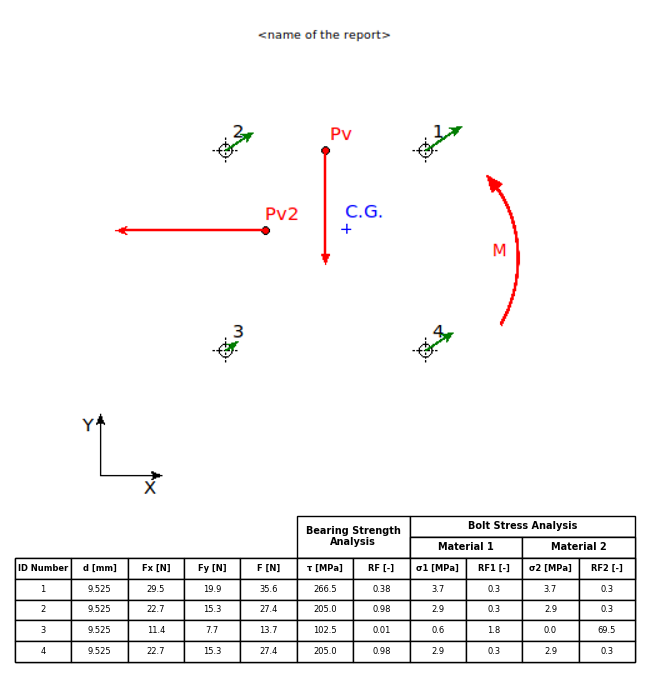 <name of the report>
2
Pv
1
Pv2
C.G.
M
3
4
Y
X
Bearing Strength
Analysis
Bolt Stress Analysis
Material 1 Material 2
ID Number d [mm] Fx [N] Fy [N] F [N] τ [MPa] RF [-] σ1 [MPa] RF1 [-] σ2 [MPa] RF2 [-]
1 9.525 29.5 19.9 35.6 266.5 0.38 3.7 0.3 3.7 0.3
2 9.525 22.7 15.3 27.4 205.0 0.98 2.9 0.3 2.9 0.3
3 9.525 11.4 7.7 13.7 102.5 0.01 0.6 1.8 0.0 69.5
4 9.525 22.7 15.3 27.4 205.0 0.98 2.9 0.3 2.9 0.3